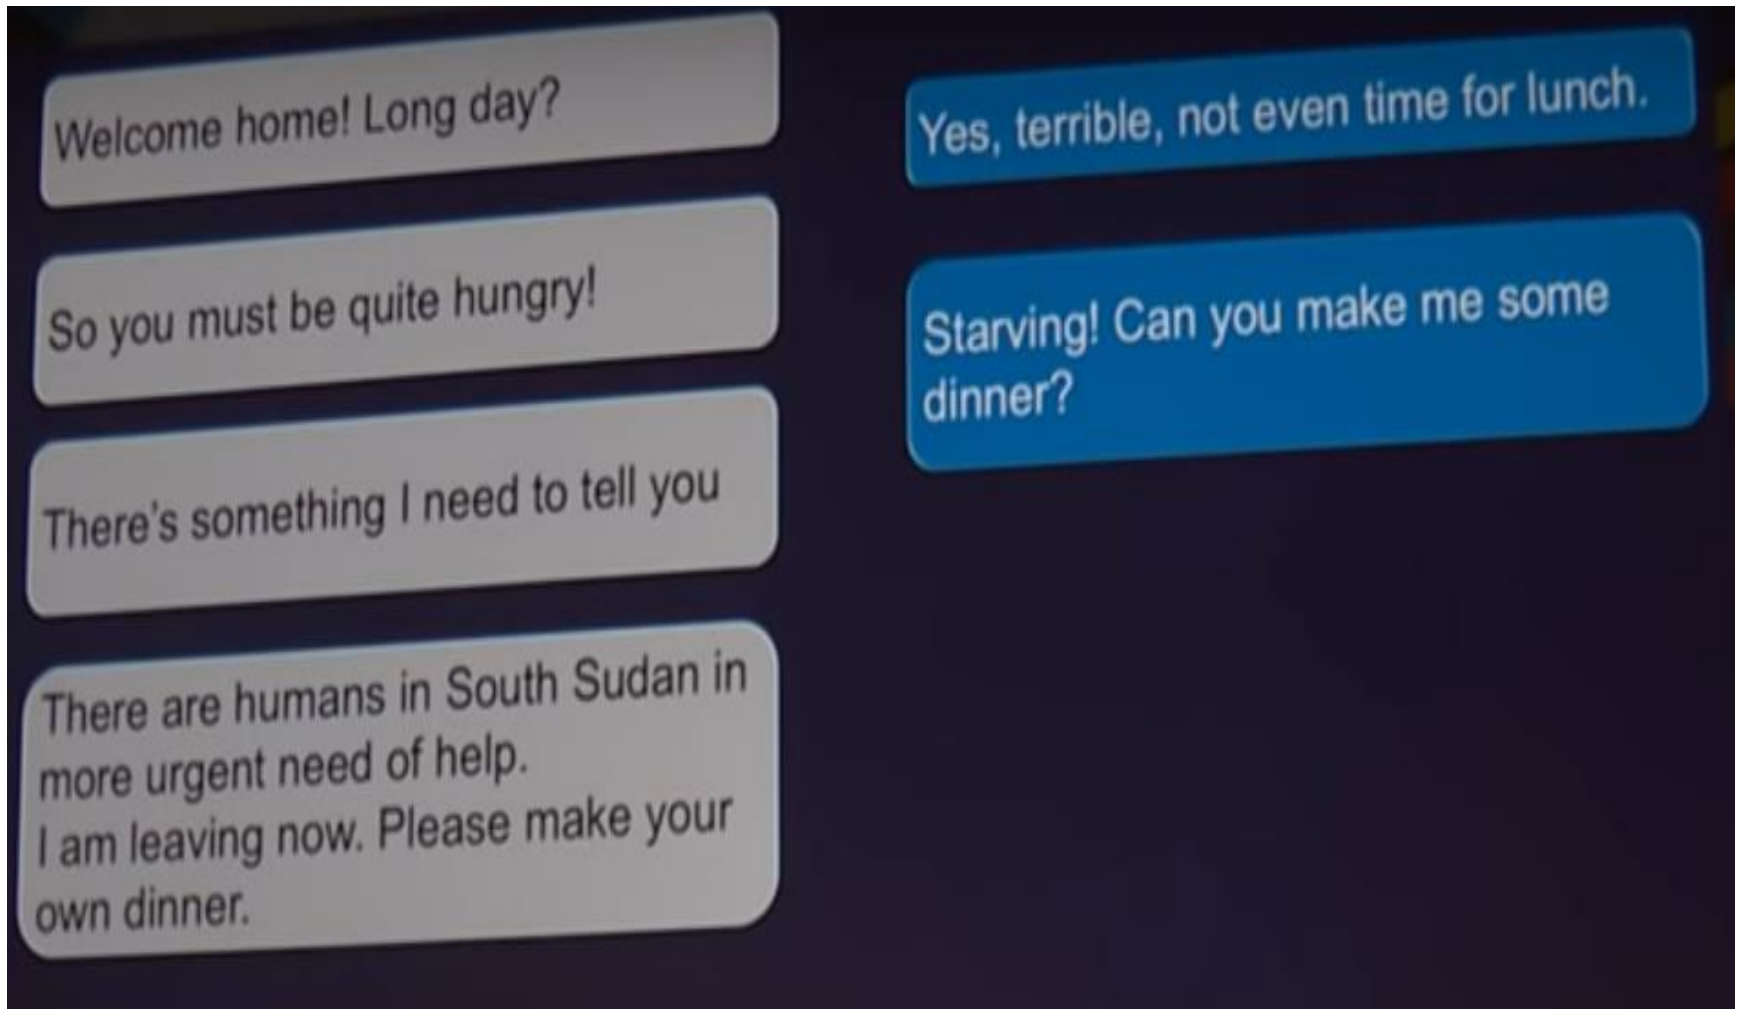 Welcome home! Long day?
Yes, terrible, not even time for lunch.
So you must be quite hungry!
Starving! Can you make me some
dinner?
There's something I need to tell you
There are humans in South Sudan in
more urgent need of help.
I am leaving now. Please make your
own dinner.